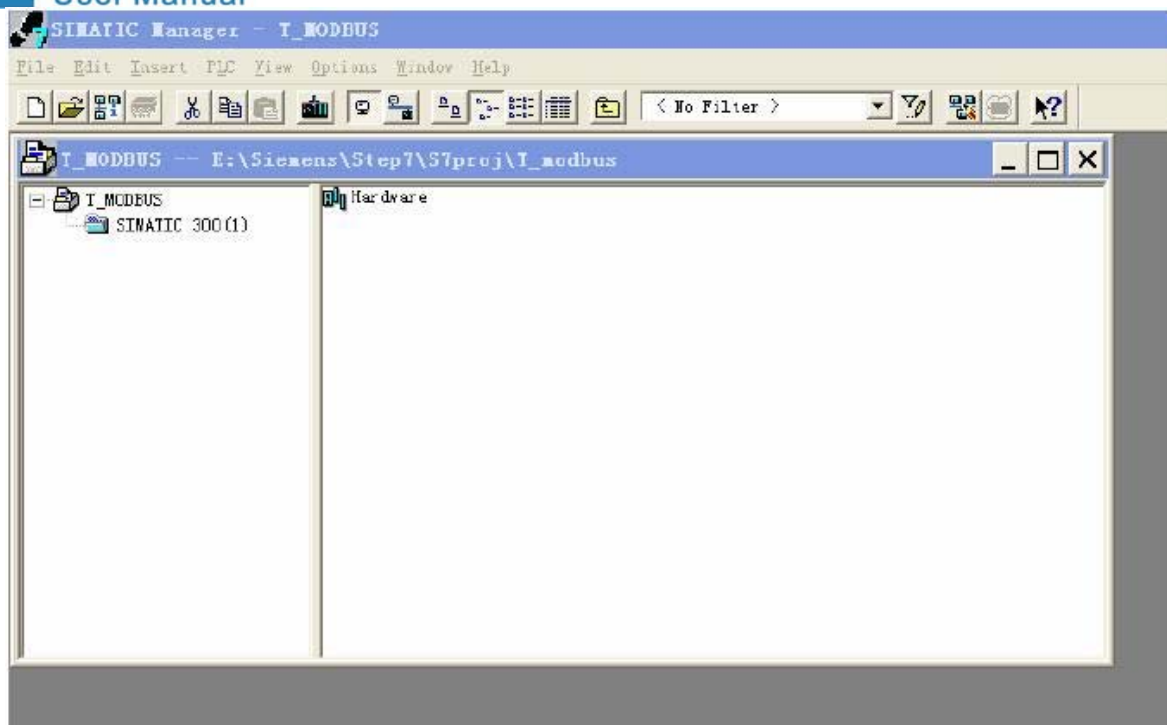 User Manual
SIMATIC Manager - T_MODBUS
File Edit Insert PLC View Options Window Help
< No Filter >
T_MODBUS -- E:\Siemens\Step7\S7proj\T_modbus
T_MODBUS
SIMATIC 300(1)
Hardware